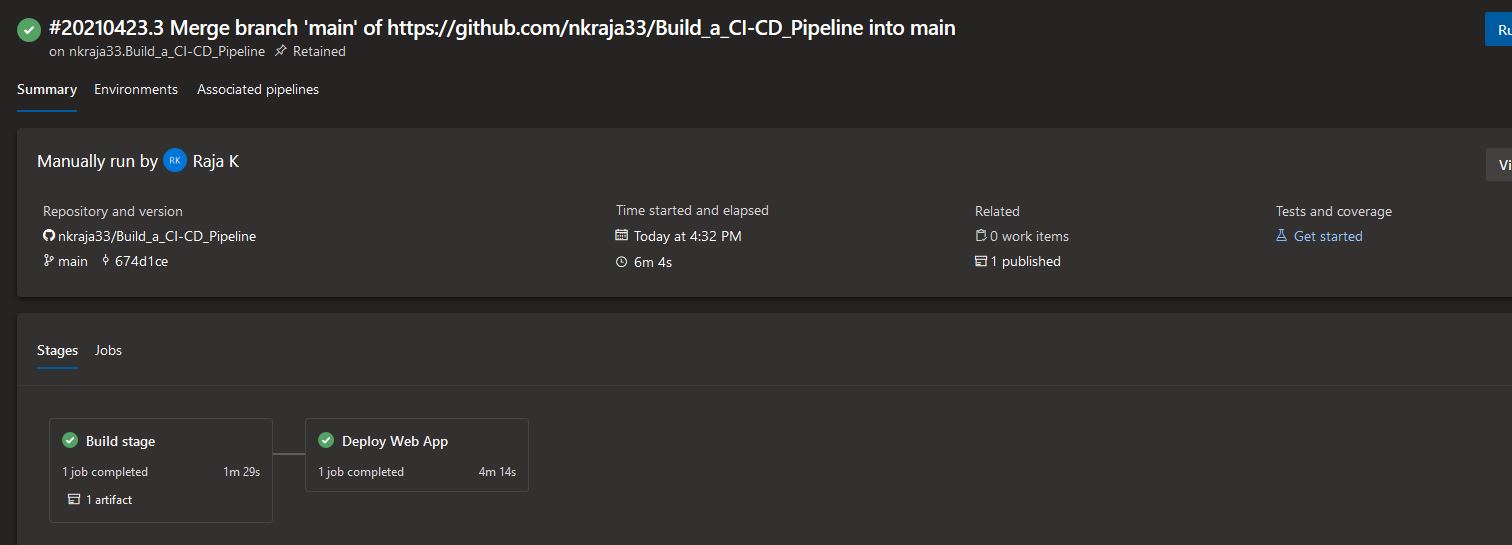 #20210423.3 Merge branch 'main' of https://github.com/nkraja33/Build_a_CI-CD_Pipeline into main
on nkraja33.Build_a_CI-CD_Pipeline Retained
Summary Environments Associated pipelines
Manually run by RK Raja K
Repository and version
nkraja33/Build_a_CI-CD_Pipeline
main 674d1ce
Time started and elapsed
Today at 4:32 PM
6m 4s
Related
0 work items
1 published
Tests and coverage
Get started
Stages Jobs
Build stage
1 job completed 1m 29s
1 artifact
Deploy Web App
1 job completed 4m 14s